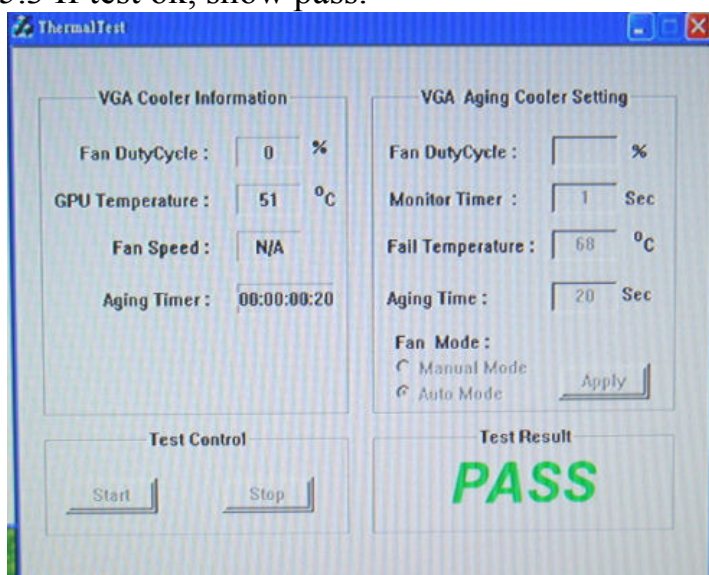 5.5 If test ok, show pass.
ThermalTest
VGA Cooler Information
Fan DutyCycle : 0 %
GPU Temperature : 51 °C
Fan Speed : N/A
Aging Timer : 00:00:00:20
VGA Aging Cooler Setting
Fan DutyCycle : %
Monitor Timer : 1 Sec
Fail Temperature : 68 °C
Aging Time : 20 Sec
Fan Mode :
Manual Mode
Auto Mode
Apply
Test Control
Start Stop
Test Result
PASS